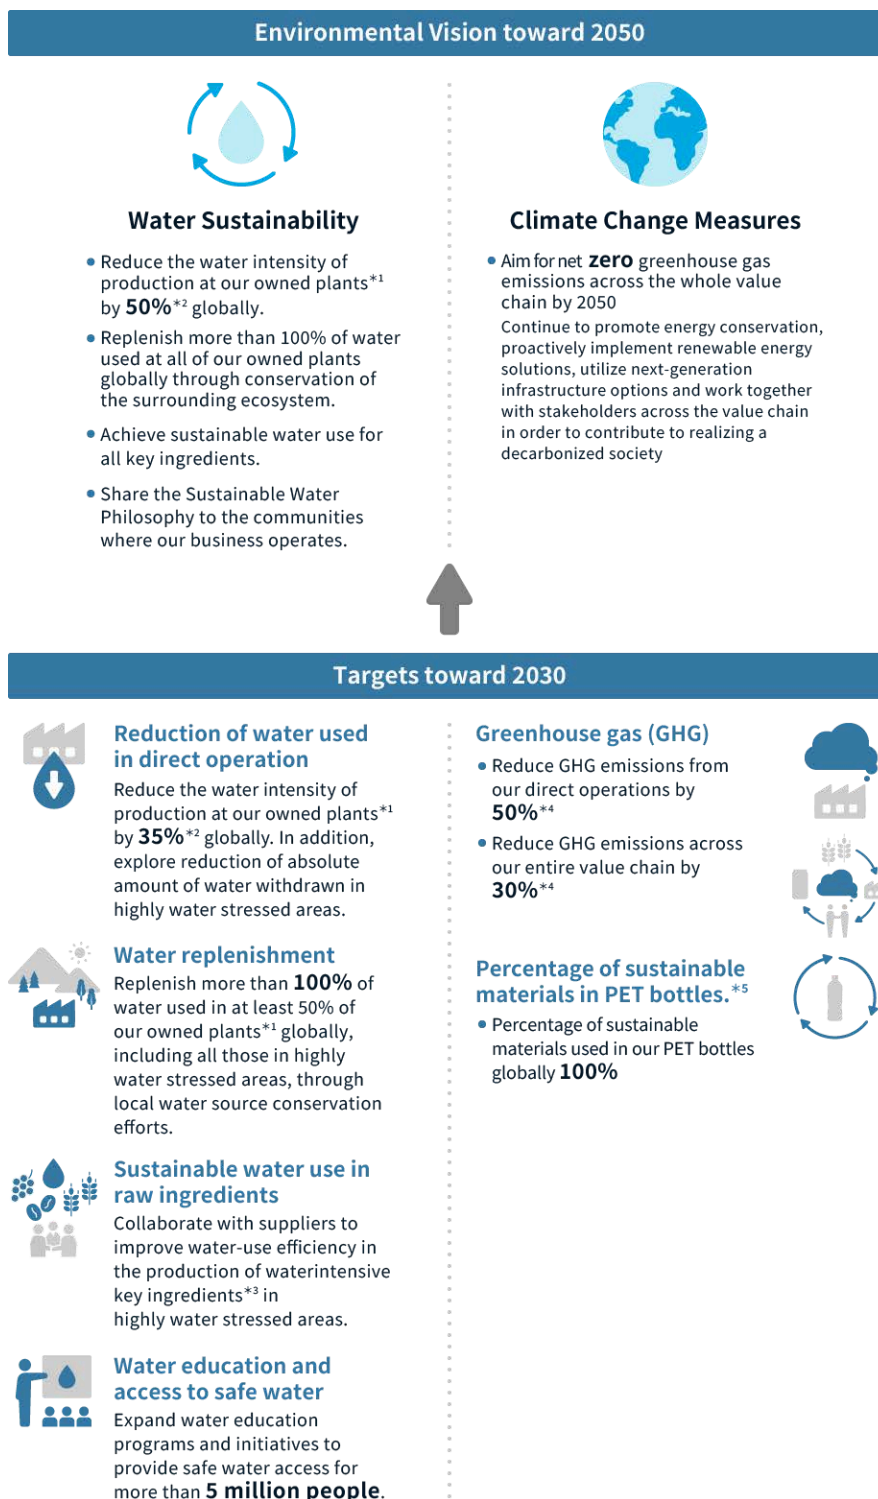 Environmental Vision toward 2050
Water Sustainability
• Reduce the water intensity of
production at our owned plants*1
by 50%*2 globally.
• Replenish more than 100% of water
used at all of our owned plants
globally through conservation of
the surrounding ecosystem.
• Achieve sustainable water use for
all key ingredients.
• Share the Sustainable Water
Philosophy to the communities
where our business operates.
Climate Change Measures
• Aim for net zero greenhouse gas
emissions across the whole value
chain by 2050
Continue to promote energy conservation,
proactively implement renewable energy
solutions, utilize next-generation
infrastructure options and work together
with stakeholders across the value chain
in order to contribute to realizing a
decarbonized society
Targets toward 2030
Reduction of water used
in direct operation
Reduce the water intensity of
production at our owned plants*1
by 35%*2 globally. In addition,
explore reduction of absolute
amount of water withdrawn in
highly water stressed areas.
Water replenishment
Replenish more than 100% of
water used in at least 50% of
our owned plants*1 globally,
including all those in highly
water stressed areas, through
local water source conservation
efforts.
Sustainable water use in
raw ingredients
Collaborate with suppliers to
improve water-use efficiency in
the production of waterintensive
key ingredients*3 in
highly water stressed areas.
Water education and
access to safe water
Expand water education
programs and initiatives to
provide safe water access for
more than 5 million people.
Greenhouse gas (GHG)
• Reduce GHG emissions from
our direct operations by
50%*4
• Reduce GHG emissions across
our entire value chain by
30%*4
Percentage of sustainable
materials in PET bottles.*5
• Percentage of sustainable
materials used in our PET bottles
globally 100%